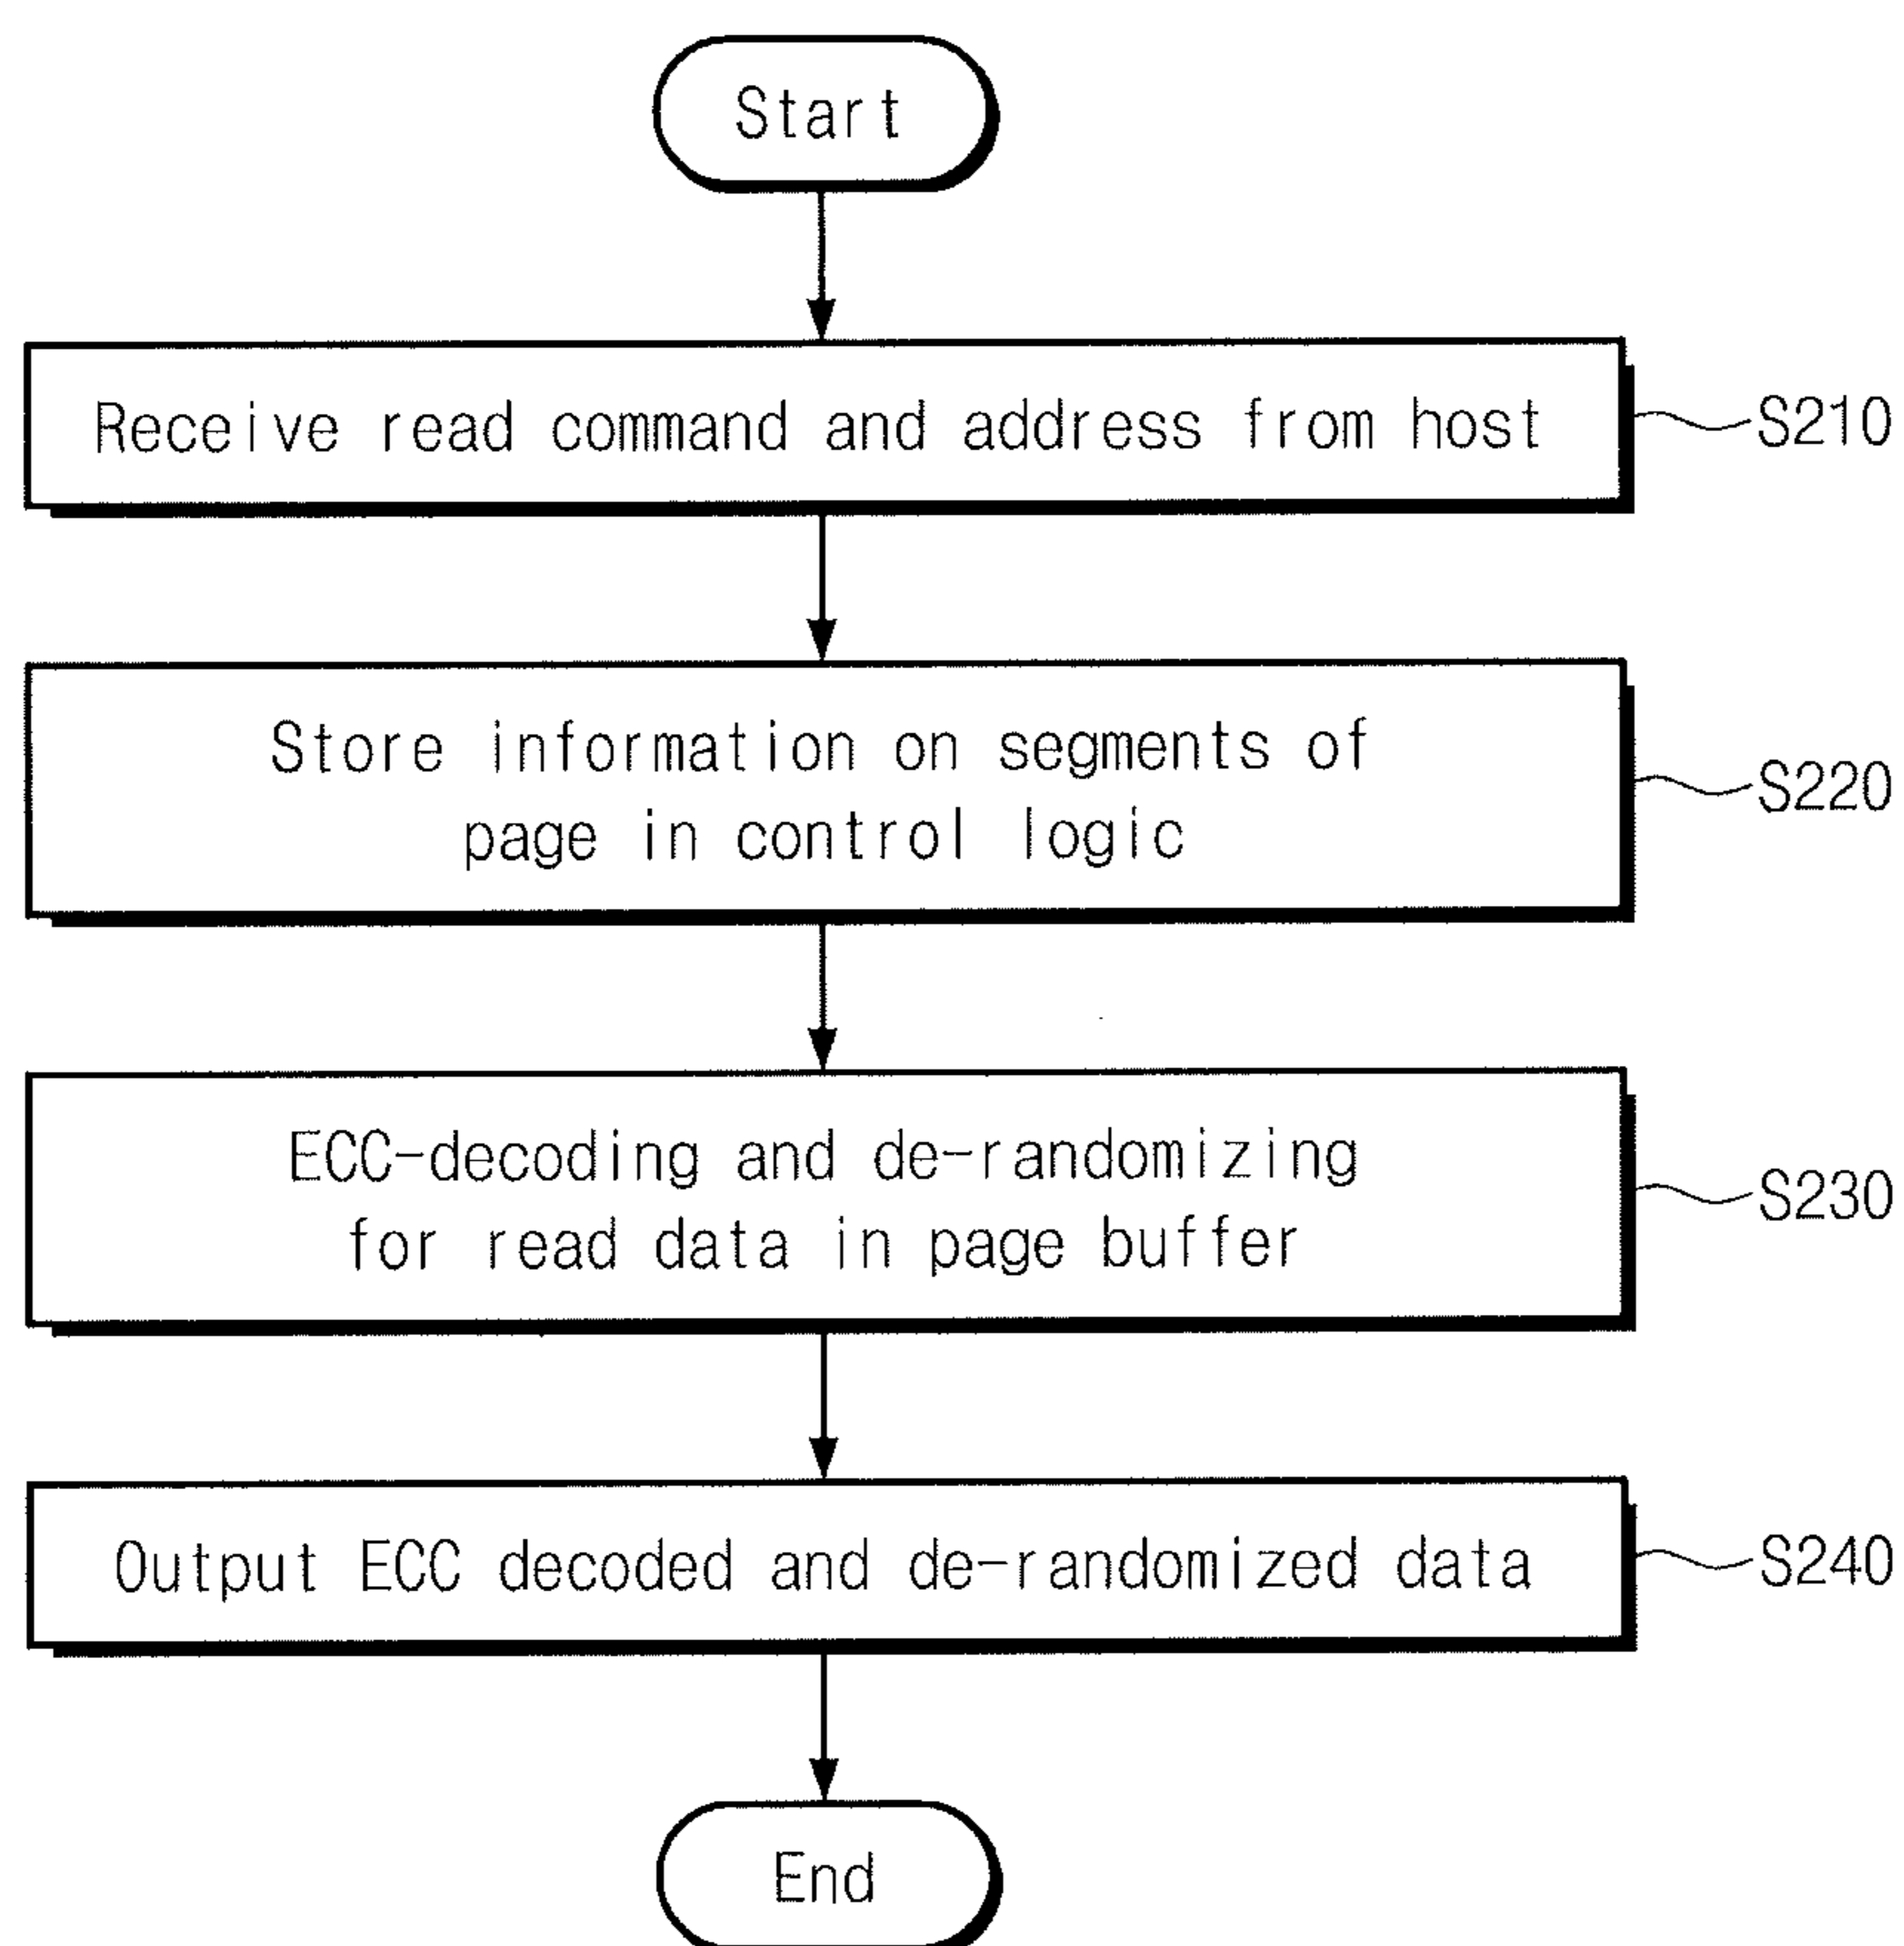 Start
Receive read command and address from host
S210
Store information on segments of
page in control logic
S220
ECC-decoding and de-randomizing
for read data in page buffer
S230
Output ECC decoded and de-randomized data
S240
End